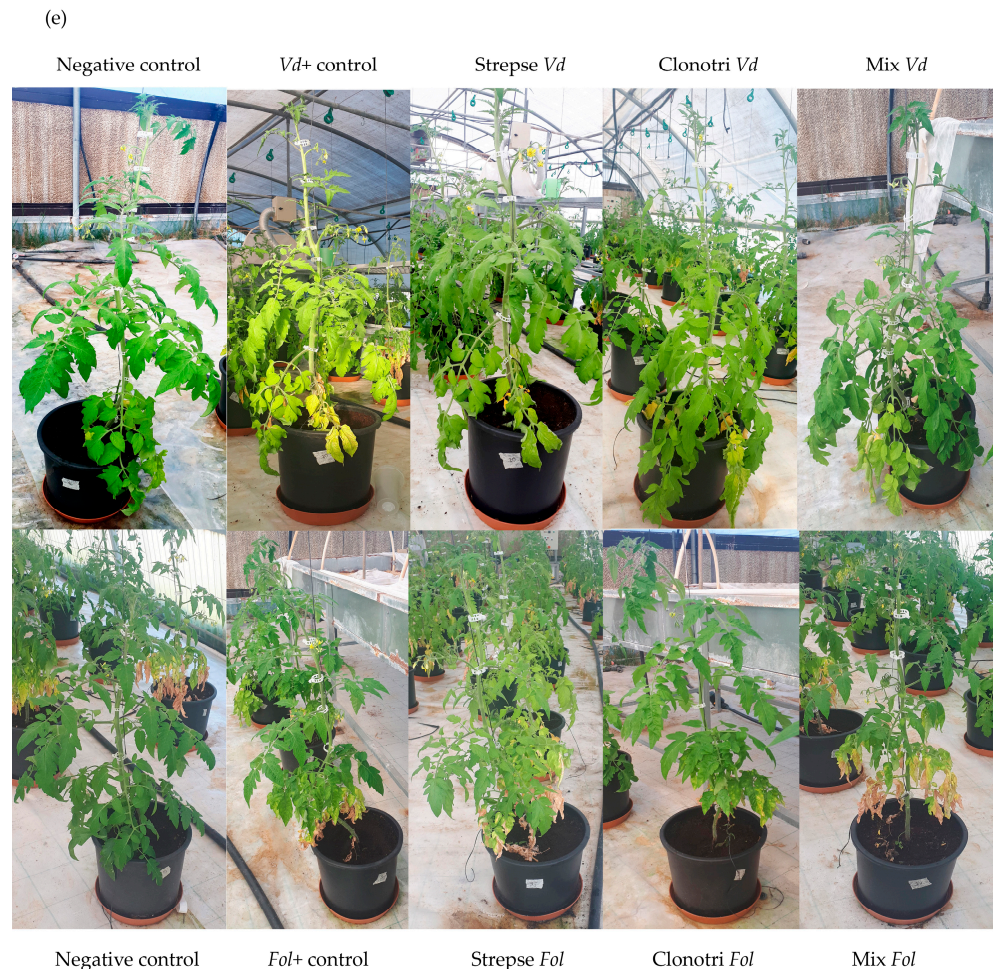 (e)
Negative control Vd+ control Strepse Vd Clonotri Vd Mix Vd
Negative control Fol+ control Strepse Fol Clonotri Fol Mix Fol